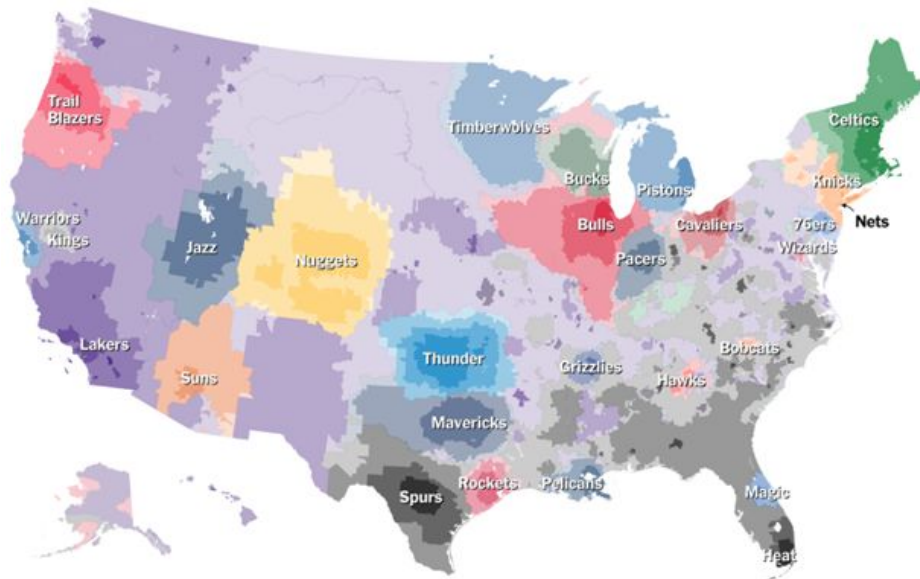 Trail
Blazers
Timberwolves
Celtics
Bucks
Pistons
Knicks
Warriors
Kings
Jazz
Nuggets
Bulls
Cavaliers
76ers
Nets
Pacers
Wizards
Lakers
Suns
Thunder
Grizzlies
Bobcats
Hawks
Mavericks
Spurs
Rockets
Pelicans
Magic
Heat